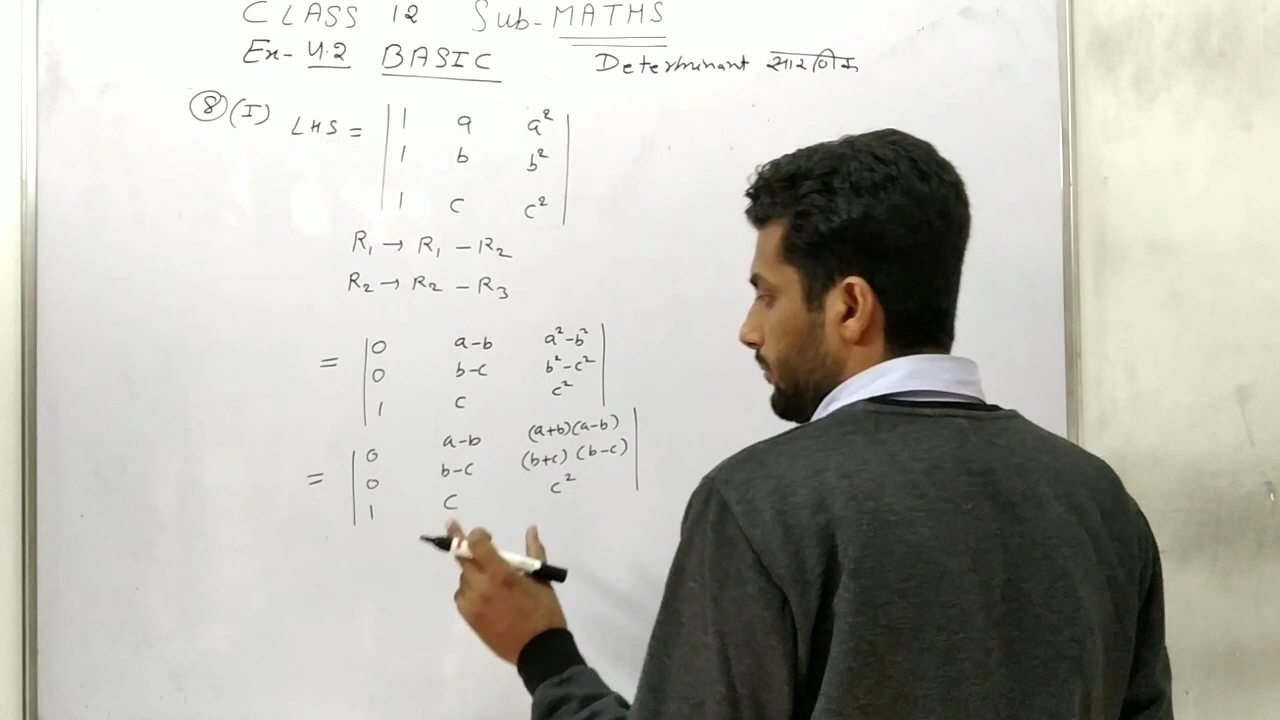 CLASS 12 Sub-MATHS
Ex- 4.2 BASIC Determinant सारणिक
8 (I) LHS = | 1 a a² |
| 1 b b² |
| 1 c c² |
R₁ → R₁ - R₂
R₂ → R₂ - R₃
= | 0 a-b a²-b² |
| 0 b-c b²-c² |
| 1 c c² |
= | 0 a-b (a+b)(a-b) |
| 0 b-c (b+c) (b-c) |
| 1 c c² |